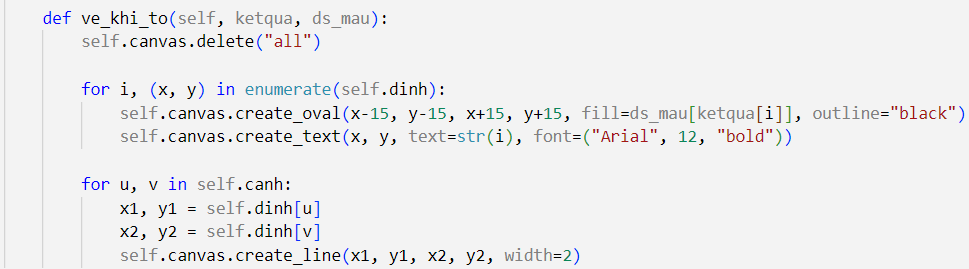 def ve_khi_to(self, ketqua, ds_mau):
self.canvas.delete("all")
for i, (x, y) in enumerate(self.dinh):
self.canvas.create_oval(x-15, y-15, x+15, y+15, fill=ds_mau[ketqua[i]], outline="black")
self.canvas.create_text(x, y, text=str(i), font=("Arial", 12, "bold"))
for u, v in self.canh:
x1, y1 = self.dinh[u]
x2, y2 = self.dinh[v]
self.canvas.create_line(x1, y1, x2, y2, width=2)